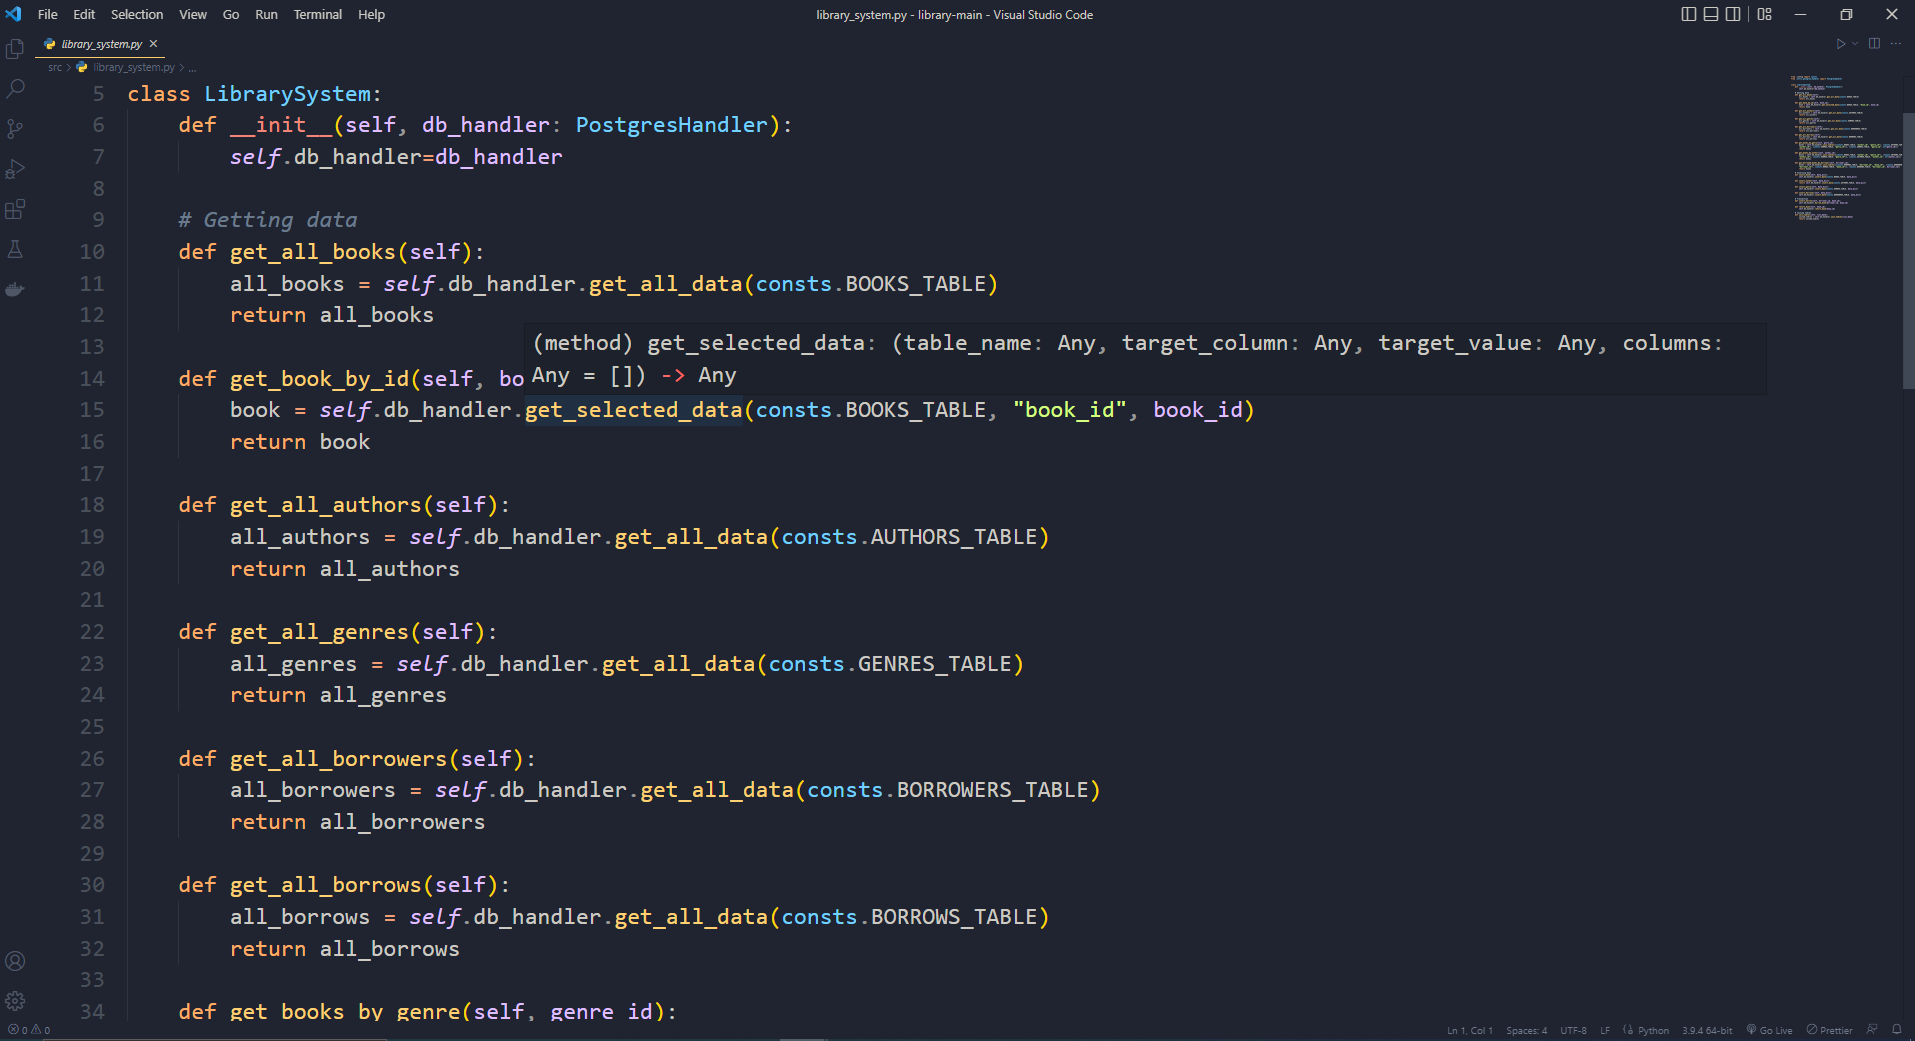 File Edit Selection View Go Run Terminal Help library_system.py - library-main - Visual Studio Code
library_system.py
src > library_system.py > ...
5 class LibrarySystem:
6 def __init__(self, db_handler: PostgresHandler):
7 self.db_handler=db_handler
8
9 # Getting data
10 def get_all_books(self):
11 all_books = self.db_handler.get_all_data(consts.BOOKS_TABLE)
12 return all_books
13
(method) get_selected_data: (table_name: Any, target_column: Any, target_value: Any, columns:
Any = []) -> Any
14 def get_book_by_id(self, bo
15 book = self.db_handler.get_selected_data(consts.BOOKS_TABLE, "book_id", book_id)
16 return book
17
18 def get_all_authors(self):
19 all_authors = self.db_handler.get_all_data(consts.AUTHORS_TABLE)
20 return all_authors
21
22 def get_all_genres(self):
23 all_genres = self.db_handler.get_all_data(consts.GENRES_TABLE)
24 return all_genres
25
26 def get_all_borrowers(self):
27 all_borrowers = self.db_handler.get_all_data(consts.BORROWERS_TABLE)
28 return all_borrowers
29
30 def get_all_borrows(self):
31 all_borrows = self.db_handler.get_all_data(consts.BORROWS_TABLE)
32 return all_borrows
33
34 def get_books_by_genre(self, genre_id):
0 0 Ln 1, Col 1 Spaces: 4 UTF-8 LF Python 3.9.4 64-bit Go Live Prettier